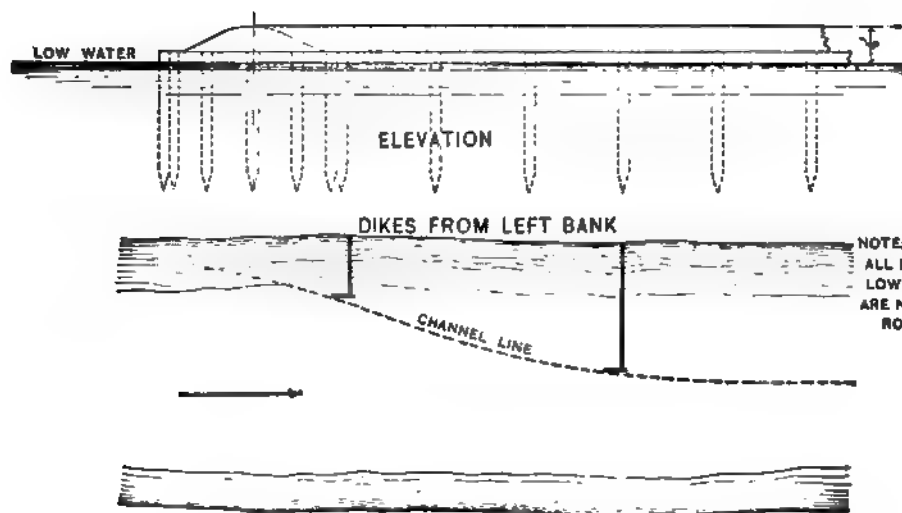 LOW WATER
ELEVATION
DIKES FROM LEFT BANK
NOTE:
ALL
LOW
ARE
CHANNEL LINE